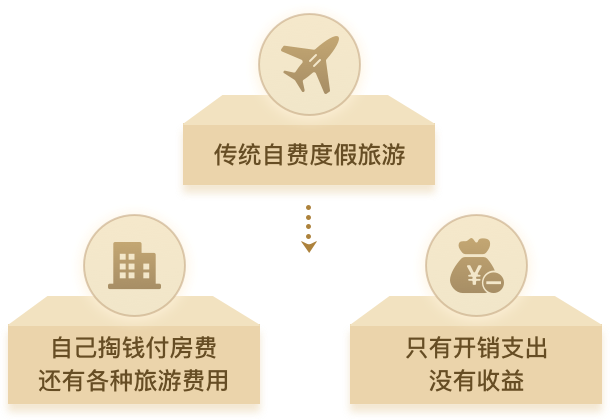 传统自费度假旅游
自己掏钱付房费
还有各种旅游费用
¥
只有开销支出
没有收益